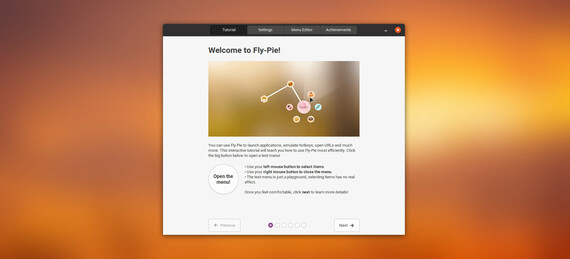 Tutorial Settings Menu Editor Achievements
Welcome to Fly-Pie!
You can use Fly-Pie to launch applications, simulate hotkeys, open URLs and much
more. This interactive tutorial will teach you how to use Fly-Pie most efficiently. Click
the big button below to open a test menu!
Open the
menu!
• Use your left mouse button to select items.
• Use your right mouse button to close the menu.
• The test menu is just a playground, selecting items has no real
effect.
Once you feel comfortable, click next to learn more details!
Previous Next